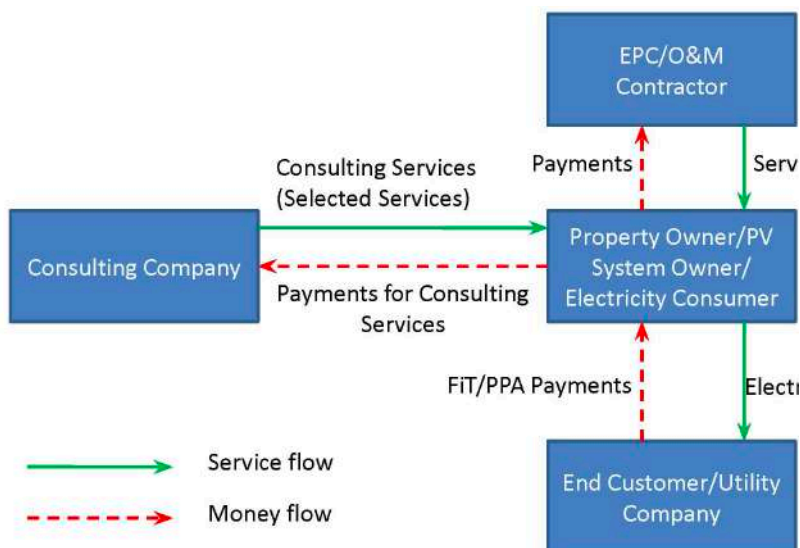 EPC/O&M
Contractor
Consulting Services
(Selected Services)
Payments
Consulting Company
Property Owner/PV
System Owner/
Electricity Consumer
Payments for Consulting
Services
FiT/PPA Payments
Service flow
Money flow
End Customer/Utility
Company